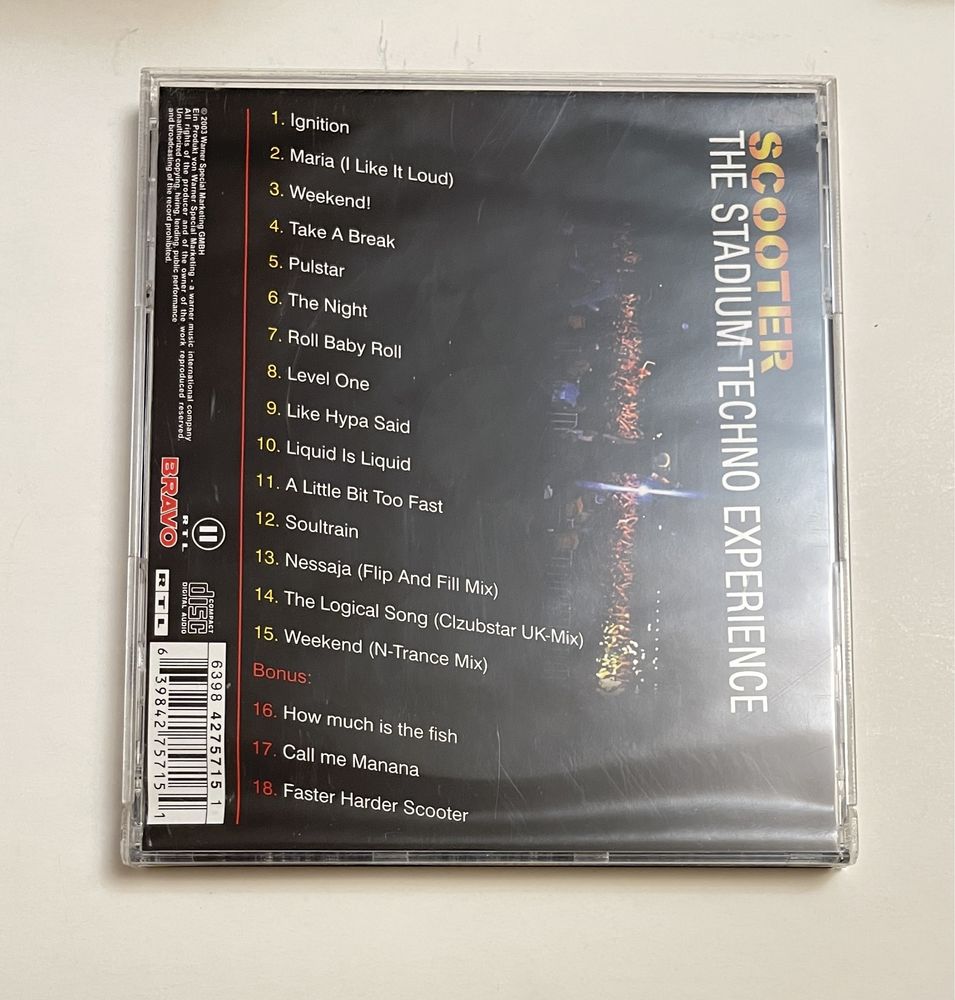 SCOOTER
THE STADIUM TECHNO EXPERIENCE
1. Ignition
2. Maria (I Like It Loud)
3. Weekend!
4. Take A Break
5. Pulstar
6. The Night
7. Roll Baby Roll
8. Level One
9. Like Hypa Said
10. Liquid Is Liquid
11. A Little Bit Too Fast
12. Soultrain
13. Nessaja (Flip And Fill Mix)
14. The Logical Song (Clzubstar UK-Mix)
15. Weekend (N-Trance Mix)
Bonus:
16. How much is the fish
17. Call me Manana
18. Faster Harder Scooter
© 2003 Warner Special Marketing GMBH
Ein Produkt von Warner Special Marketing - a warner music international company
All rights of the producer and of the owner of the work reproduced reserved.
Unauthorized copying, hiring, lending, public performance
and broadcasting of the record prohibited.
BRAVO
RTL
II
RTL
COMPACT
disc
DIGITAL AUDIO
6398 4275715 1
6 39842 75715 1